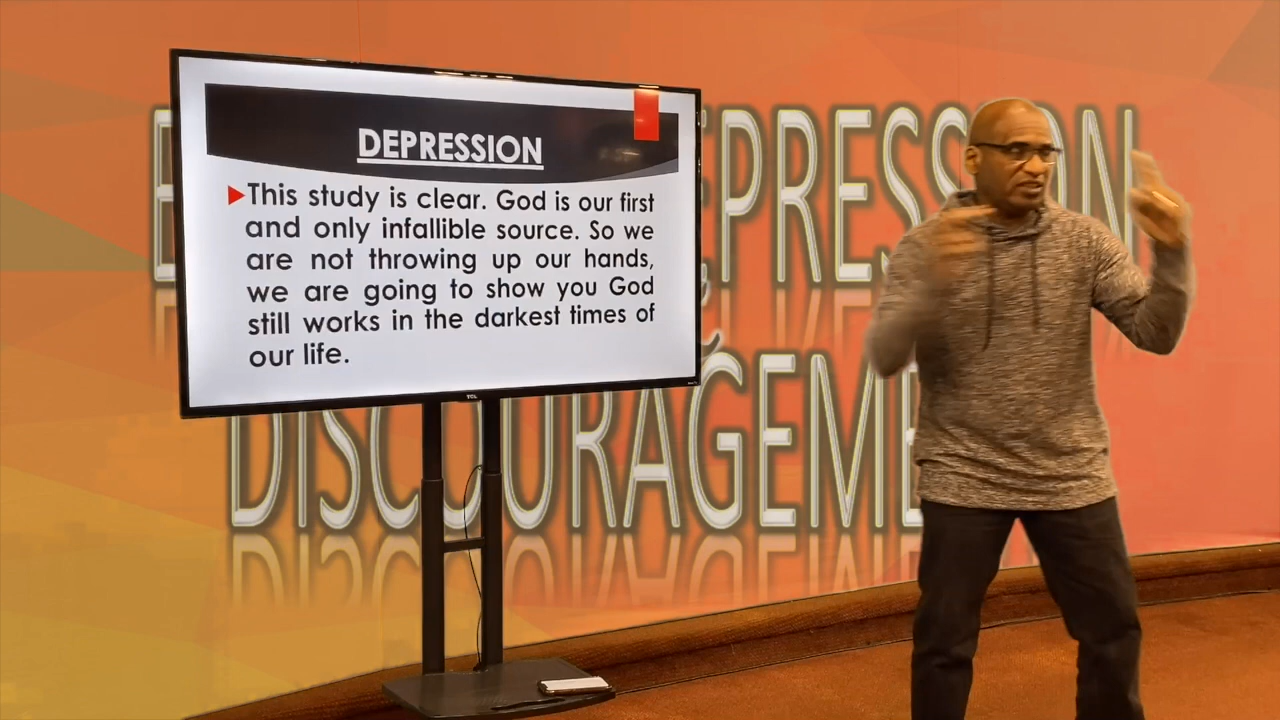 DEPRESSION
This study is clear. God is our first
and only infallible source. So we
are not throwing up our hands,
we are going to show you God
still works in the darkest times of
our life.
TCL
EPRESSION
DISCOURAGEME